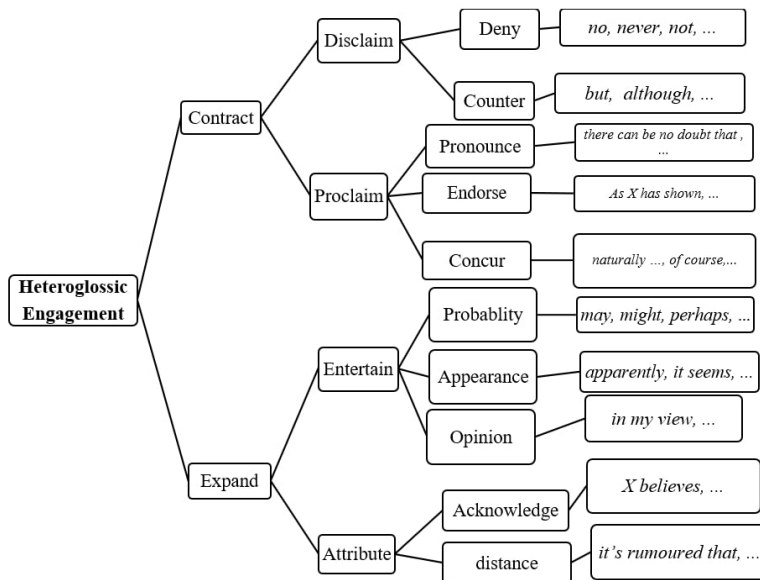 Disclaim
Deny
no, never, not, ...
Contract
Counter
but, although, ...
Proclaim
Pronounce
there can be no doubt that ,
...
Endorse
As X has shown, ...
Concur
naturally ..., of course,...
Heteroglossic
Engagement
Entertain
Probablity
may, might, perhaps, ...
Appearance
apparently, it seems, ...
Opinion
in my view, ...
Expand
Attribute
Acknowledge
X believes, ...
distance
it's rumoured that, ...